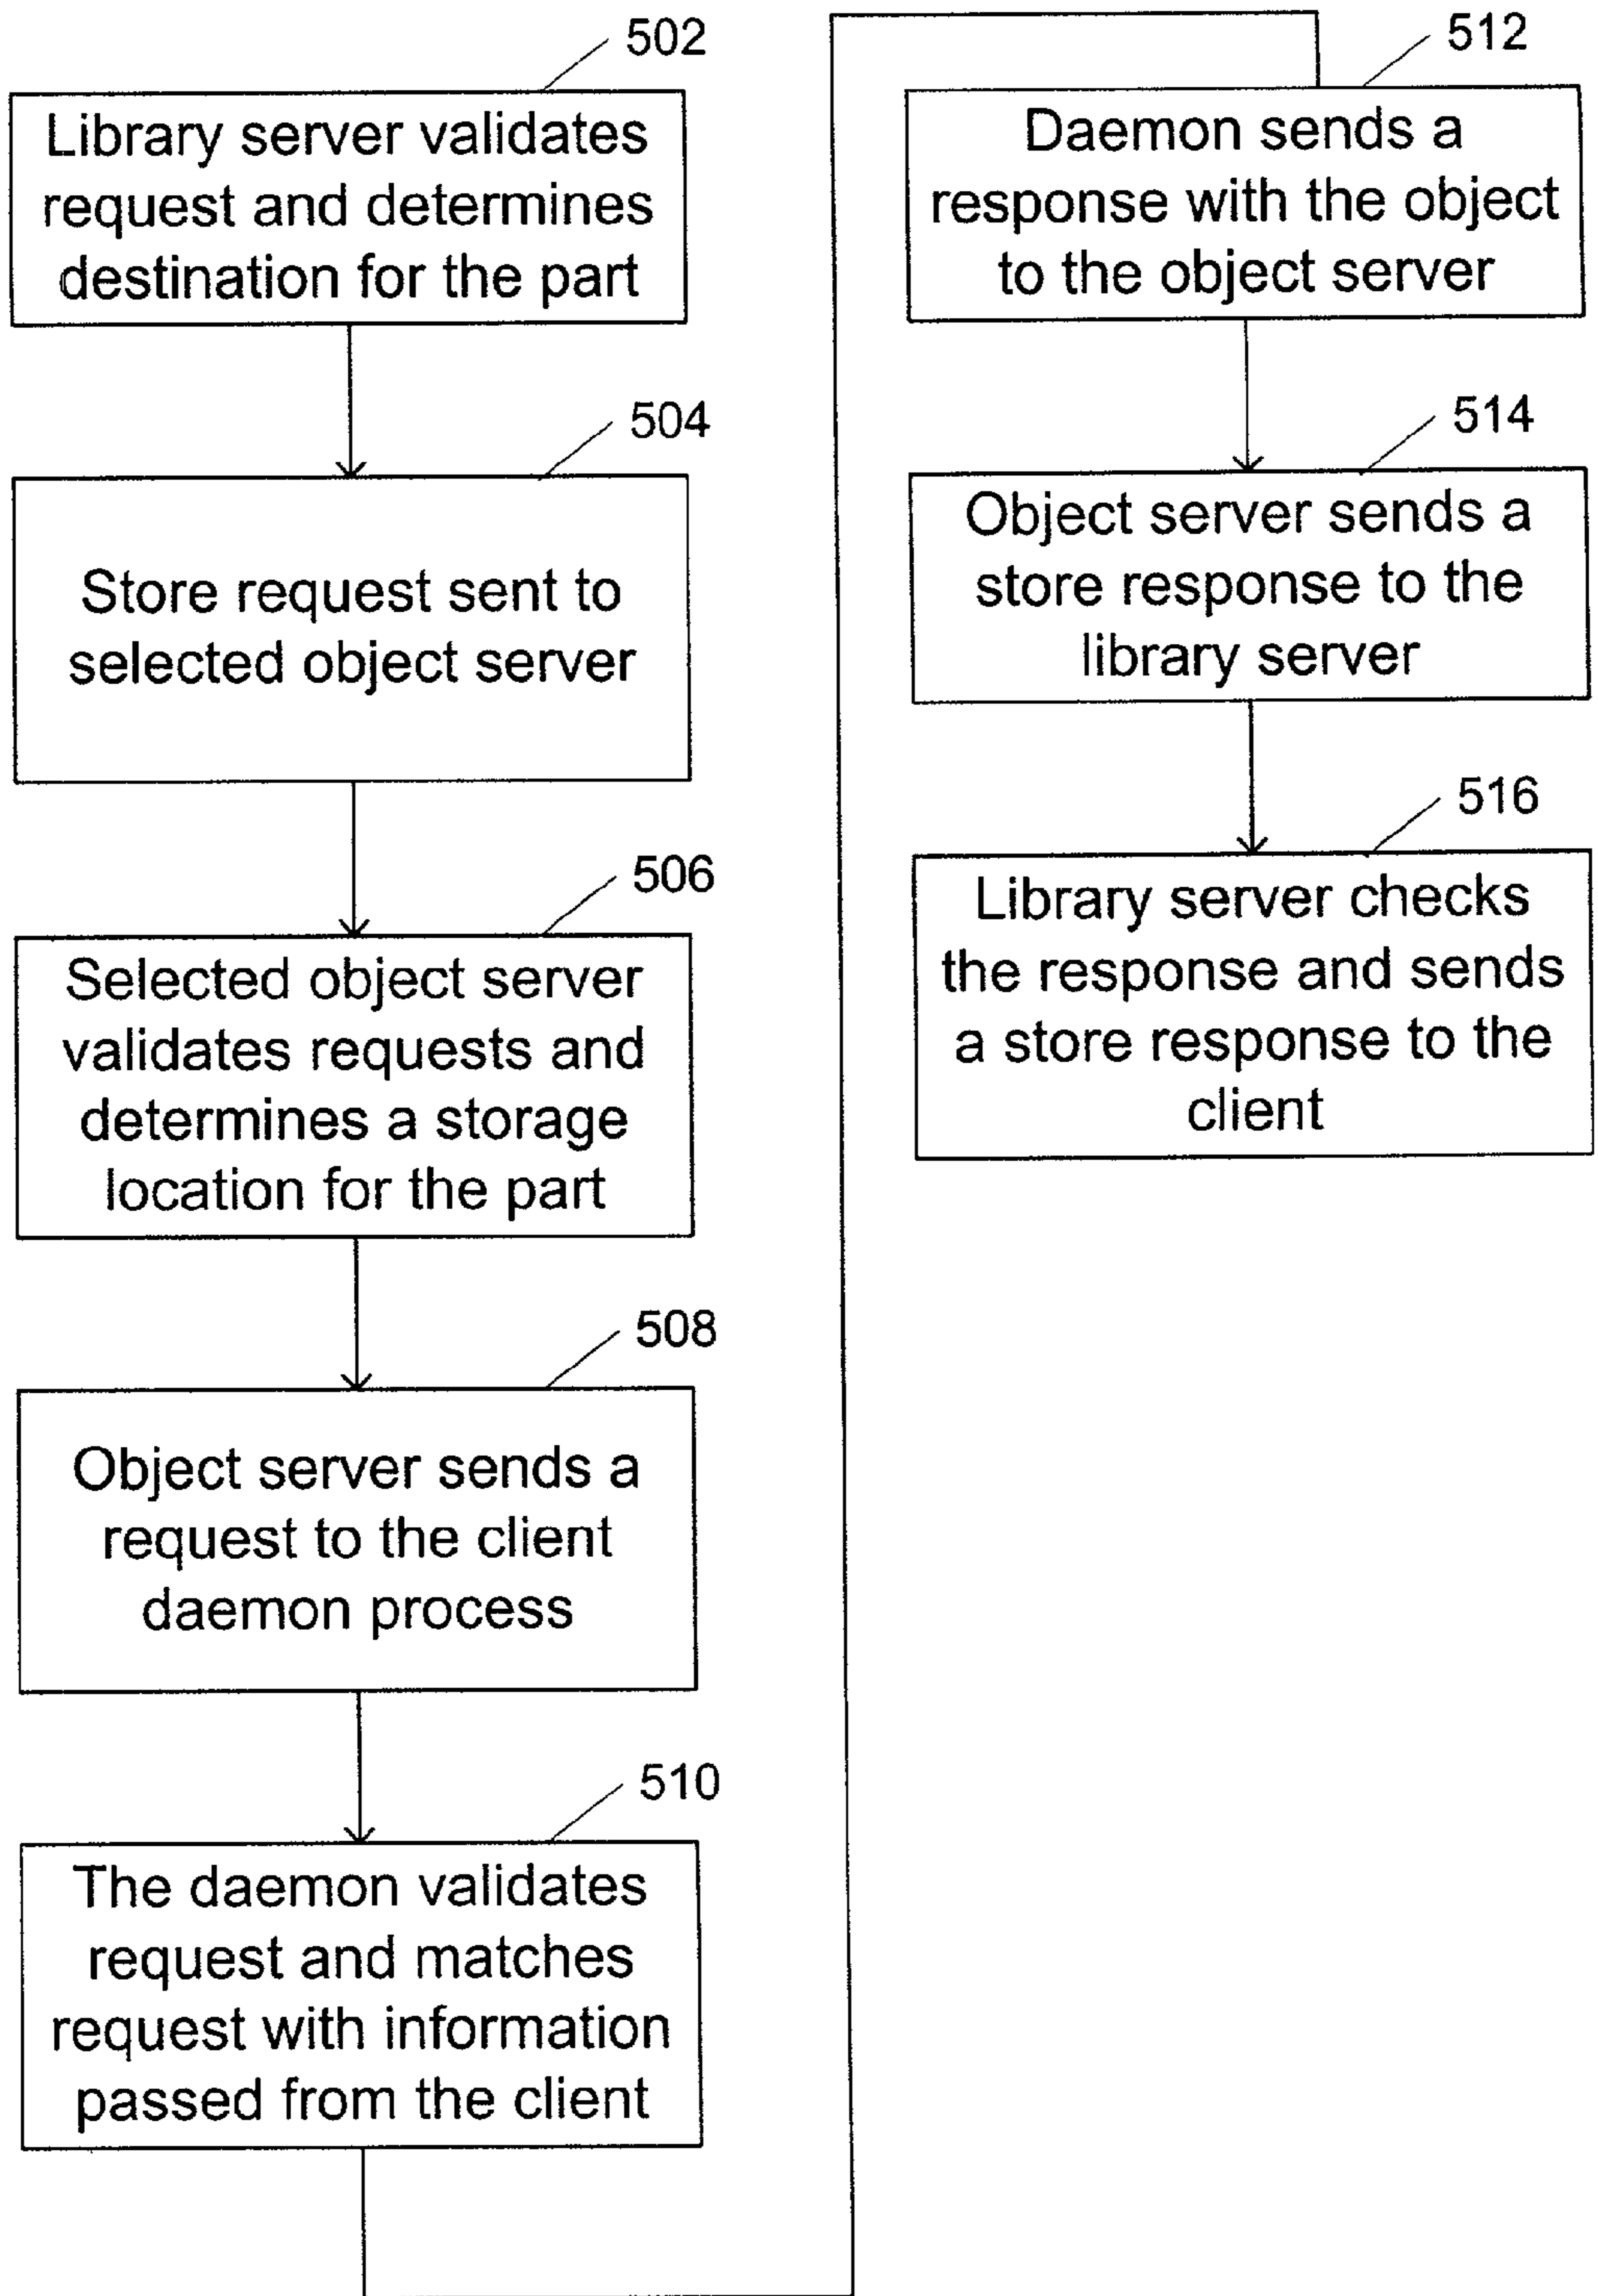 502
Library server validates
request and determines
destination for the part
504
Store request sent to
selected object server
506
Selected object server
validates requests and
determines a storage
location for the part
508
Object server sends a
request to the client
daemon process
510
The daemon validates
request and matches
request with information
passed from the client
512
Daemon sends a
response with the object
to the object server
514
Object server sends a
store response to the
library server
516
Library server checks
the response and sends
a store response to the
client